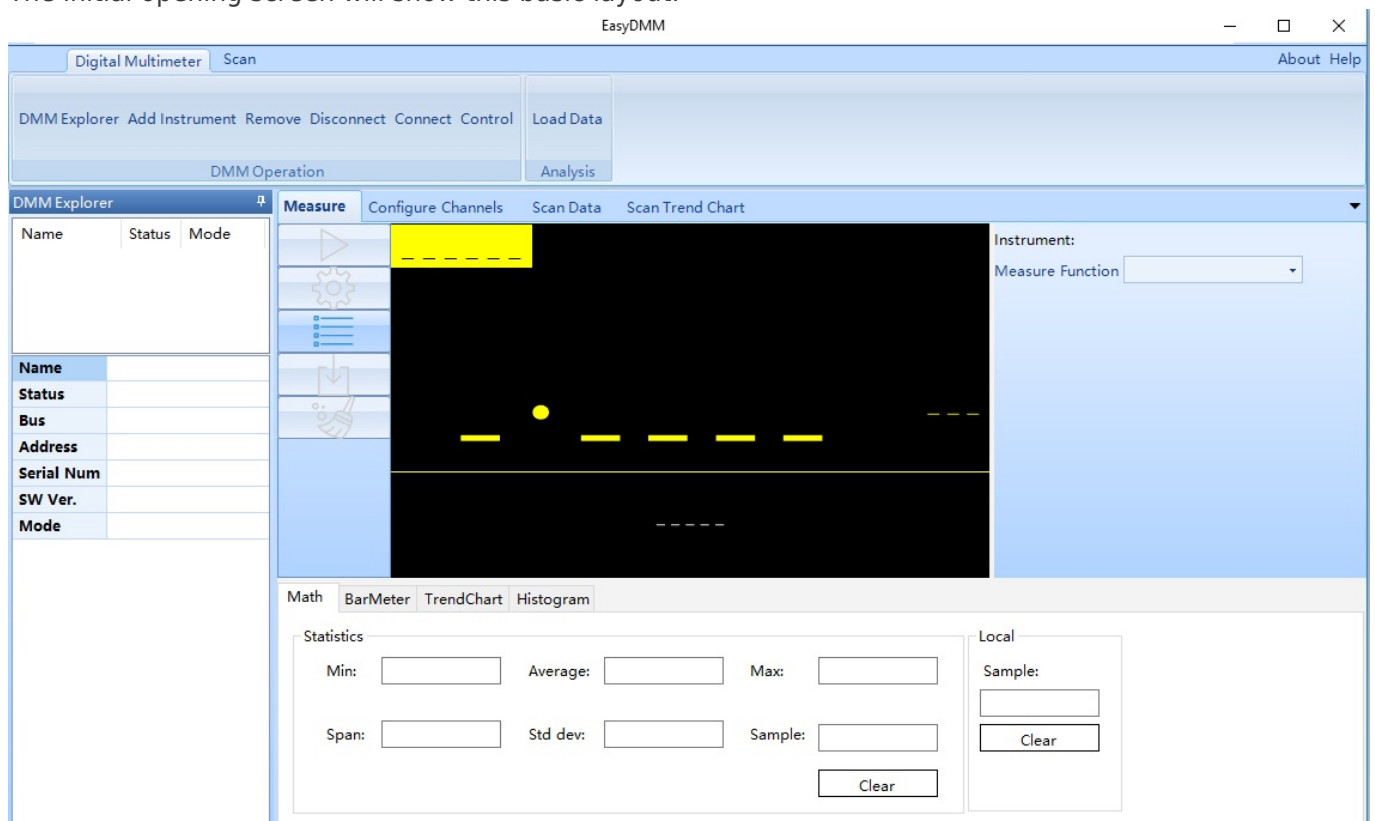 The initial opening screen will show this basic layout.
EasyDMM
Digital Multimeter Scan About Help
DMM Explorer Add Instrument Remove Disconnect Connect Control Load Data
DMM Operation Analysis
DMM Explorer
Name Status Mode
Name
Status
Bus
Address
Serial Num
SW Ver.
Mode
Measure Configure Channels Scan Data Scan Trend Chart
Instrument:
Measure Function
Math BarMeter TrendChart Histogram
Statistics
Min: Average: Max:
Span: Std dev: Sample:
Clear
Local
Sample:
Clear